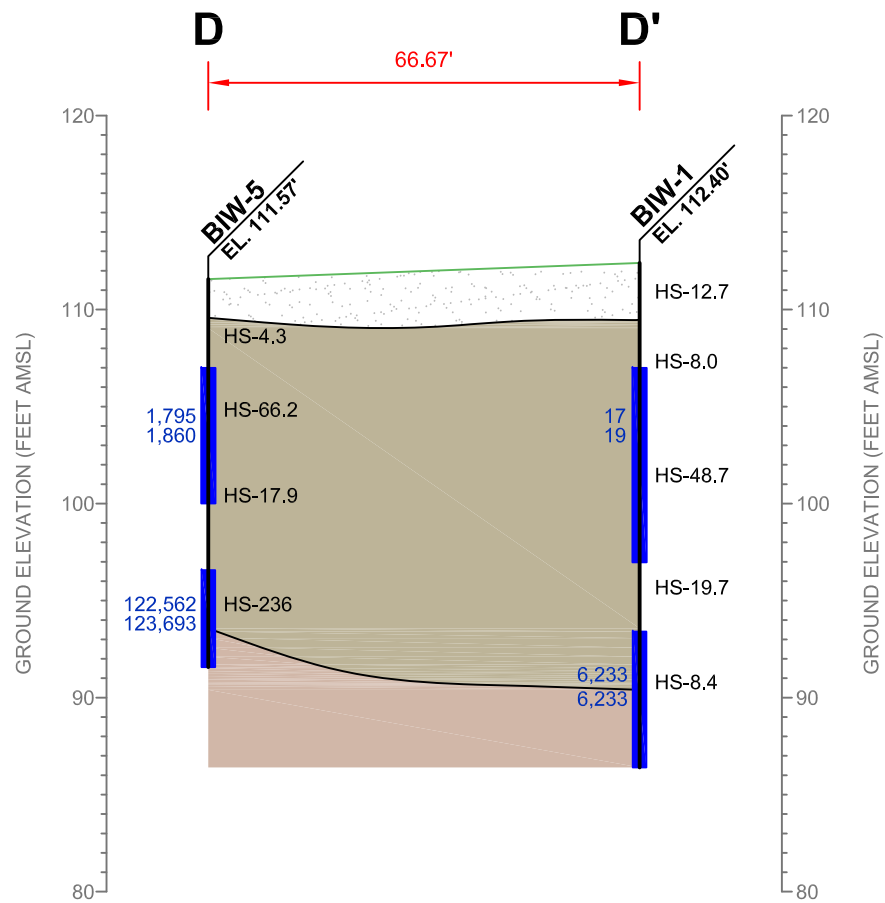 D
D'
66.67'
120
120
BIW-5
EL. 111.57'
BIW-1
EL. 112.40'
HS-12.7
110
110
HS-4.3
HS-8.0
1,795
1,860
HS-66.2
17
19
HS-48.7
HS-17.9
100
100
GROUND ELEVATION (FEET AMSL)
GROUND ELEVATION (FEET AMSL)
HS-19.7
122,562
123,693
HS-236
6,233
6,233
HS-8.4
90
90
80
80